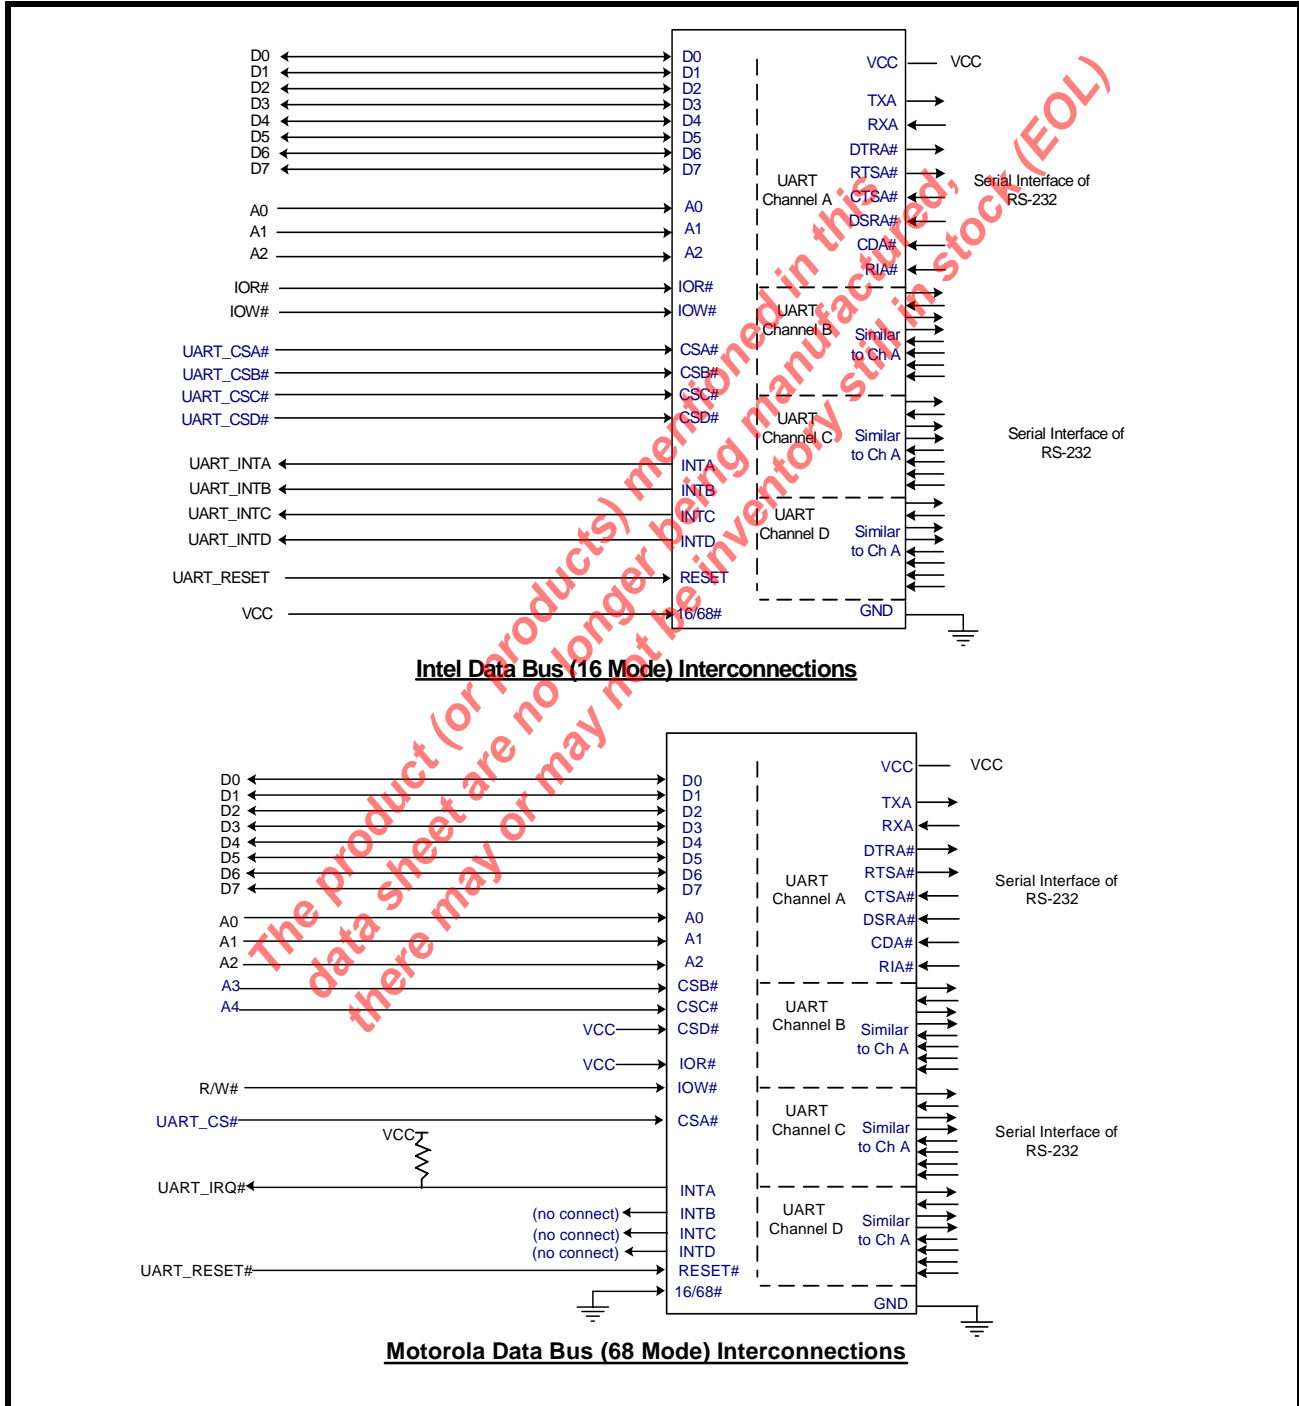 D0 D0 VCC VCC
D1 D1
D2 D2
D3 D3 TXA
D4 D4 RXA
D5 D5
D6 D6 DTRA#
D7 D7
RTSA#
UART
Channel A
Serial Interface of
RS-232
CTSA#
A0 A0
A1 A1 DSRA#
A2 A2 CDA#
RIA#
IOR# IOR#
IOW# IOW#
UART
Channel B
Similar
to Ch A
UART_CSA# CSA#
UART_CSB# CSB#
UART_CSC# CSC#
UART_CSD# CSD#
UART
Channel C
Similar
to Ch A
Serial Interface of
RS-232
UART_INTA INTA
UART_INTB INTB
UART_INTC INTC
UART_INTD INTD
UART
Channel D
Similar
to Ch A
UART_RESET RESET
VCC 16/68# GND
Intel Data Bus (16 Mode) Interconnections
D0 D0 VCC VCC
D1 D1
D2 D2 TXA
D3 D3 RXA
D4 D4
D5 D5 DTRA#
D6 D6 RTSA#
D7 D7
UART
Channel A
Serial Interface of
RS-232
CTSA#
A0 A0 DSRA#
A1 A1 CDA#
A2 A2 RIA#
A3 CSB#
A4 CSC#
VCC CSD#
UART
Channel B
Similar
to Ch A
VCC IOR#
R/W# IOW#
UART_CS# CSA#
UART
Channel C
Similar
to Ch A
Serial Interface of
RS-232
VCC
UART_IRQ# INTA
(no connect) INTB
(no connect) INTC
(no connect) INTD
UART
Channel D
Similar
to Ch A
UART_RESET# RESET#
16/68#
GND
Motorola Data Bus (68 Mode) Interconnections
The product (or products) mentioned in this
data sheet are no longer being manufactured,
there may or may not be inventory still in stock (EOL)